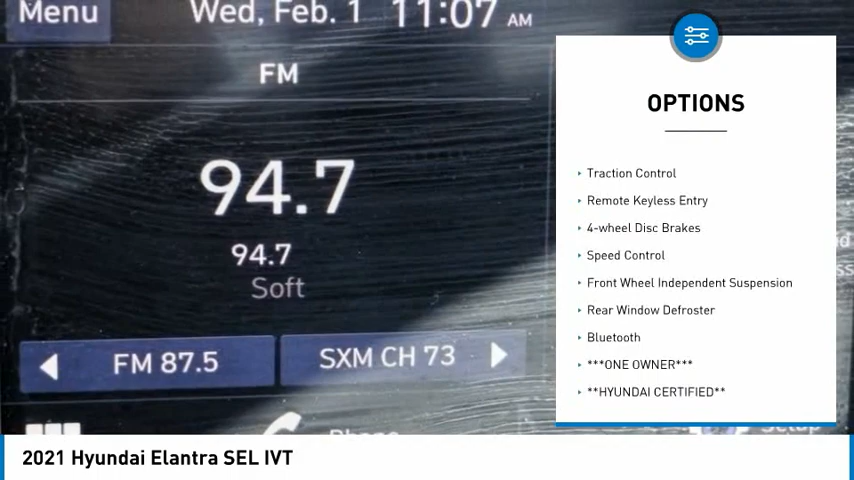 Menu
Wed, Feb. 1 11:07 AM
FM
94.7
94.7
Soft
FM 87.5
SXM CH 73
Phone
Setup
OPTIONS
Traction Control
Remote Keyless Entry
4-wheel Disc Brakes
Speed Control
Front Wheel Independent Suspension
Rear Window Defroster
Bluetooth
***ONE OWNER***
**HYUNDAI CERTIFIED**
2021 Hyundai Elantra SEL IVT